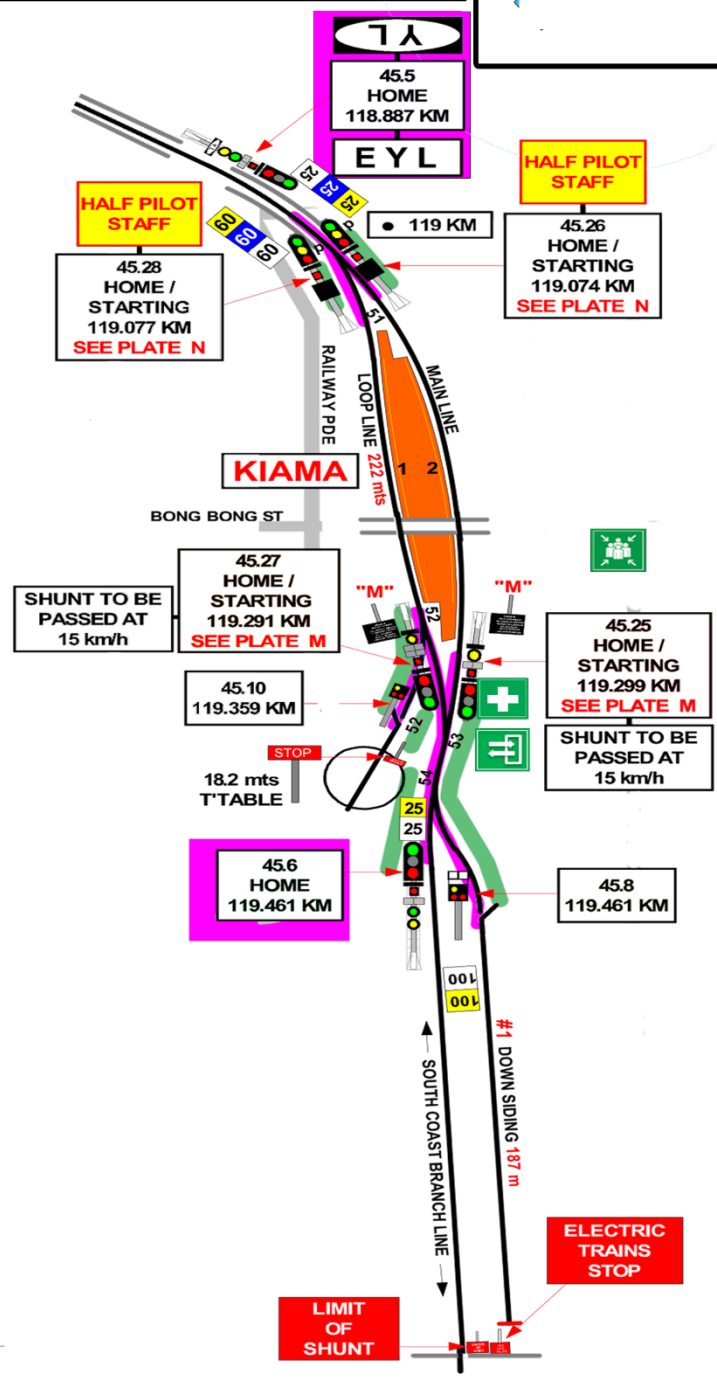 YL
45.5
HOME
118.887 KM
EYL
25
25
25
HALF PILOT
STAFF
HALF PILOT
STAFF
60
60
60
P
P
119 KM
45.28
HOME /
STARTING
119.077 KM
SEE PLATE N
45.26
HOME /
STARTING
119.074 KM
SEE PLATE N
51
RAILWAY PDE
LOOP LINE 222 mts
MAIN LINE
KIAMA
1 2
BONG BONG ST
45.27
HOME /
STARTING
119.291 KM
SEE PLATE M
SHUNT TO BE
PASSED AT
15 km/h
"M"
"M"
52
45.25
HOME /
STARTING
119.299 KM
SEE PLATE M
SHUNT TO BE
PASSED AT
15 km/h
45.10
119.359 KM
52
53
STOP
18.2 mts
T'TABLE
54
25
25
45.6
HOME
119.461 KM
45.8
119.461 KM
100
100
#1 DOWN SIDING 187 m
SOUTH COAST BRANCH LINE
ELECTRIC
TRAINS
STOP
LIMIT
OF
SHUNT